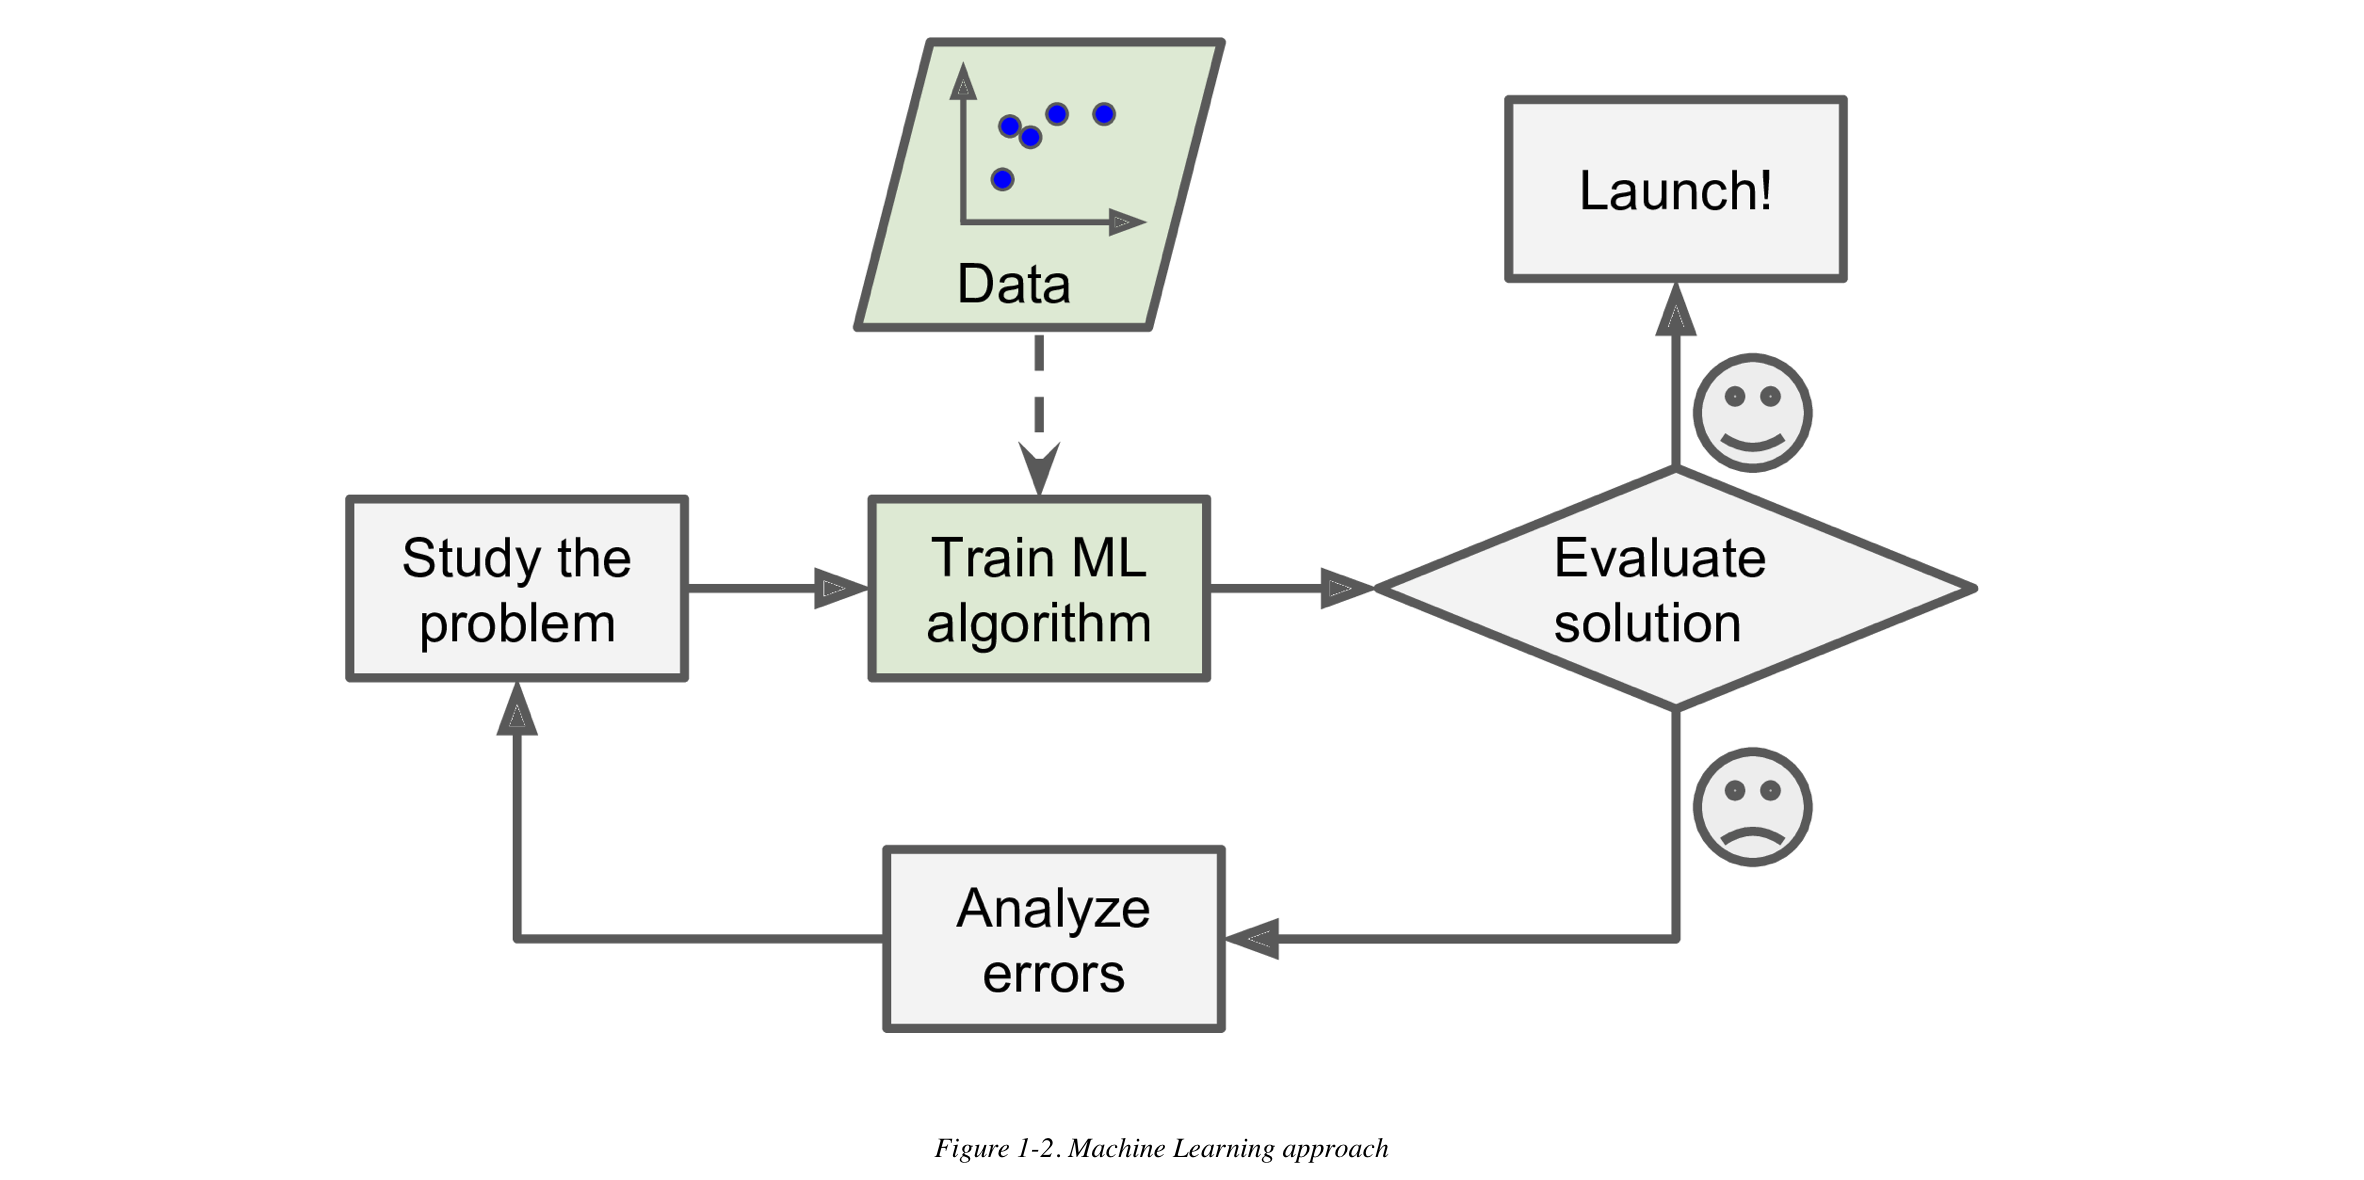 Data
Launch!
Study the
problem
Train ML
algorithm
Evaluate
solution
Analyze
errors
Figure 1-2. Machine Learning approach